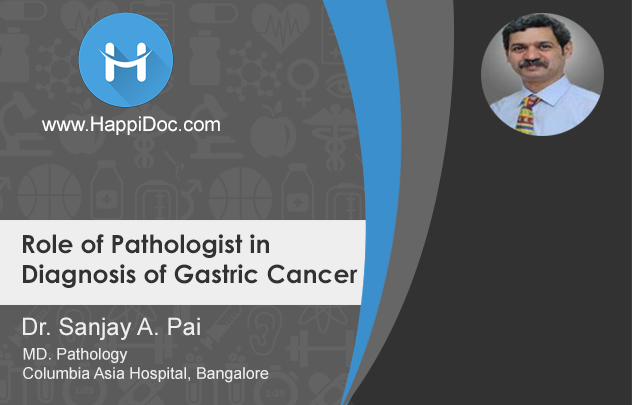 www.HappiDoc.com
Role of Pathologist in
Diagnosis of Gastric Cancer
Dr. Sanjay A. Pai
MD. Pathology
Columbia Asia Hospital, Bangalore